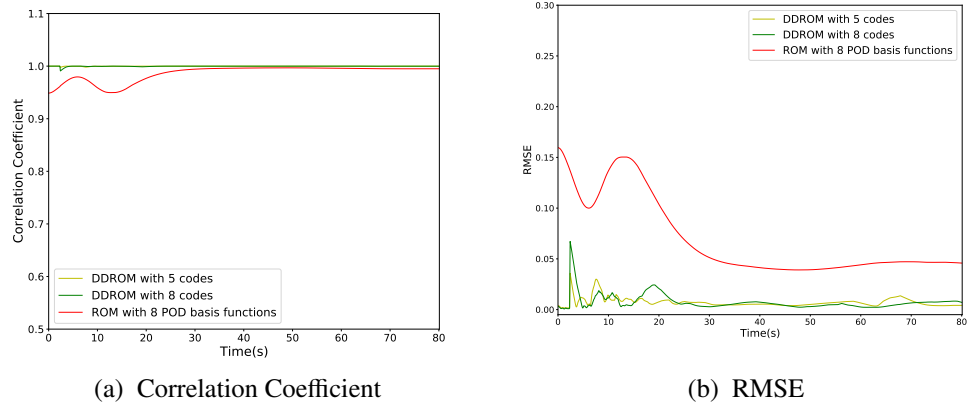 1.1
1.0
0.9
0.8
0.7
0.6
0.5
Correlation Coefficient
DDROM with 5 codes
DDROM with 8 codes
ROM with 8 POD basis functions
0 10 20 30 40 50 60 70 80
Time(s)
(a) Correlation Coefficient
0.30
0.25
0.20
0.15
0.10
0.05
0.00
RMSE
DDROM with 5 codes
DDROM with 8 codes
ROM with 8 POD basis functions
0 10 20 30 40 50 60 70 80
Time(s)
(b) RMSE